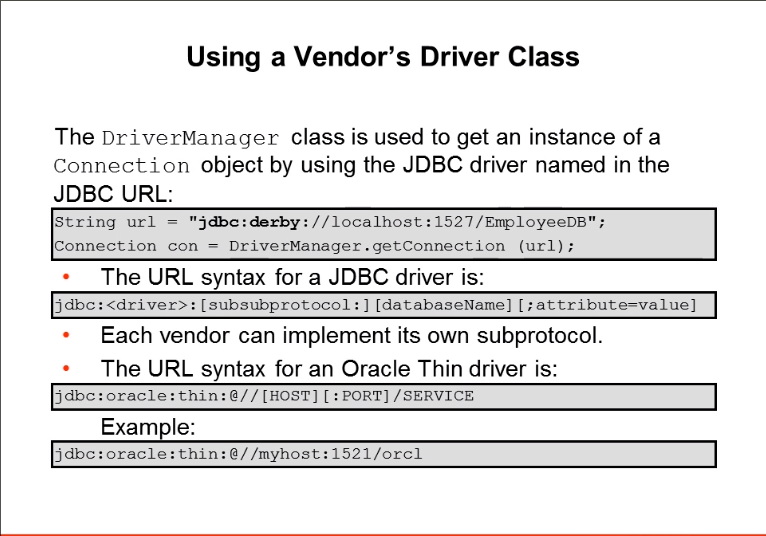 Using a Vendor’s Driver Class
The DriverManager class is used to get an instance of a
Connection object by using the JDBC driver named in the
JDBC URL:
String url = "jdbc:derby://localhost:1527/EmployeeDB";
Connection con = DriverManager.getConnection (url);
• The URL syntax for a JDBC driver is:
jdbc:<driver>:[subsubprotocol:][databaseName][;attribute=value]
• Each vendor can implement its own subprotocol.
• The URL syntax for an Oracle Thin driver is:
jdbc:oracle:thin:@//[HOST][:PORT]/SERVICE
Example:
jdbc:oracle:thin:@//myhost:1521/orcl